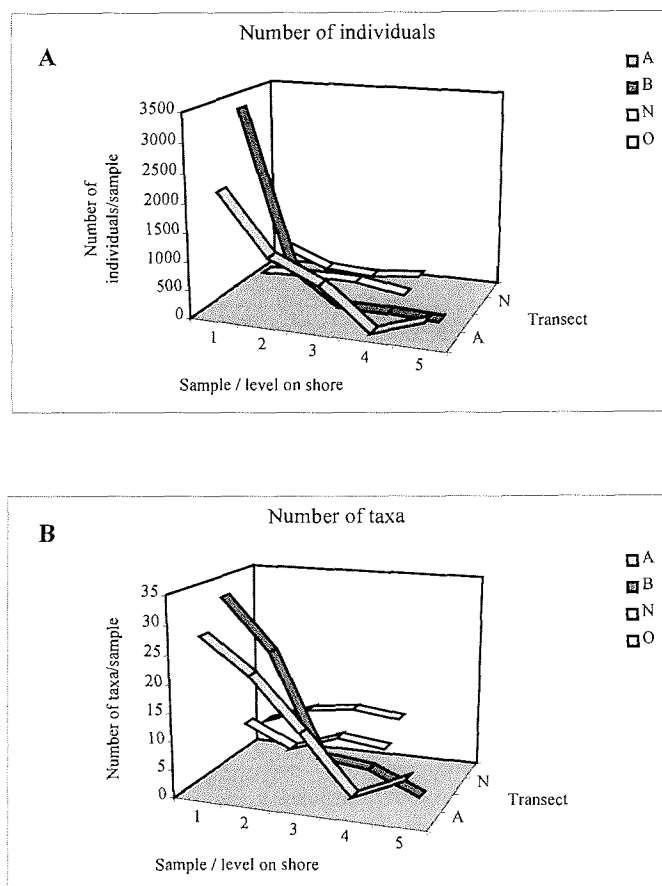 A
Number of individuals
A
B
N
O
3500
3000
2500
2000
1500
1000
500
0
Number of
individuals/sample
1
2
3
4
5
Sample / level on shore
A
N
Transect
B
Number of taxa
A
B
N
O
35
30
25
20
15
10
5
0
Number of taxa/sample
1
2
3
4
5
Sample / level on shore
A
N
Transect